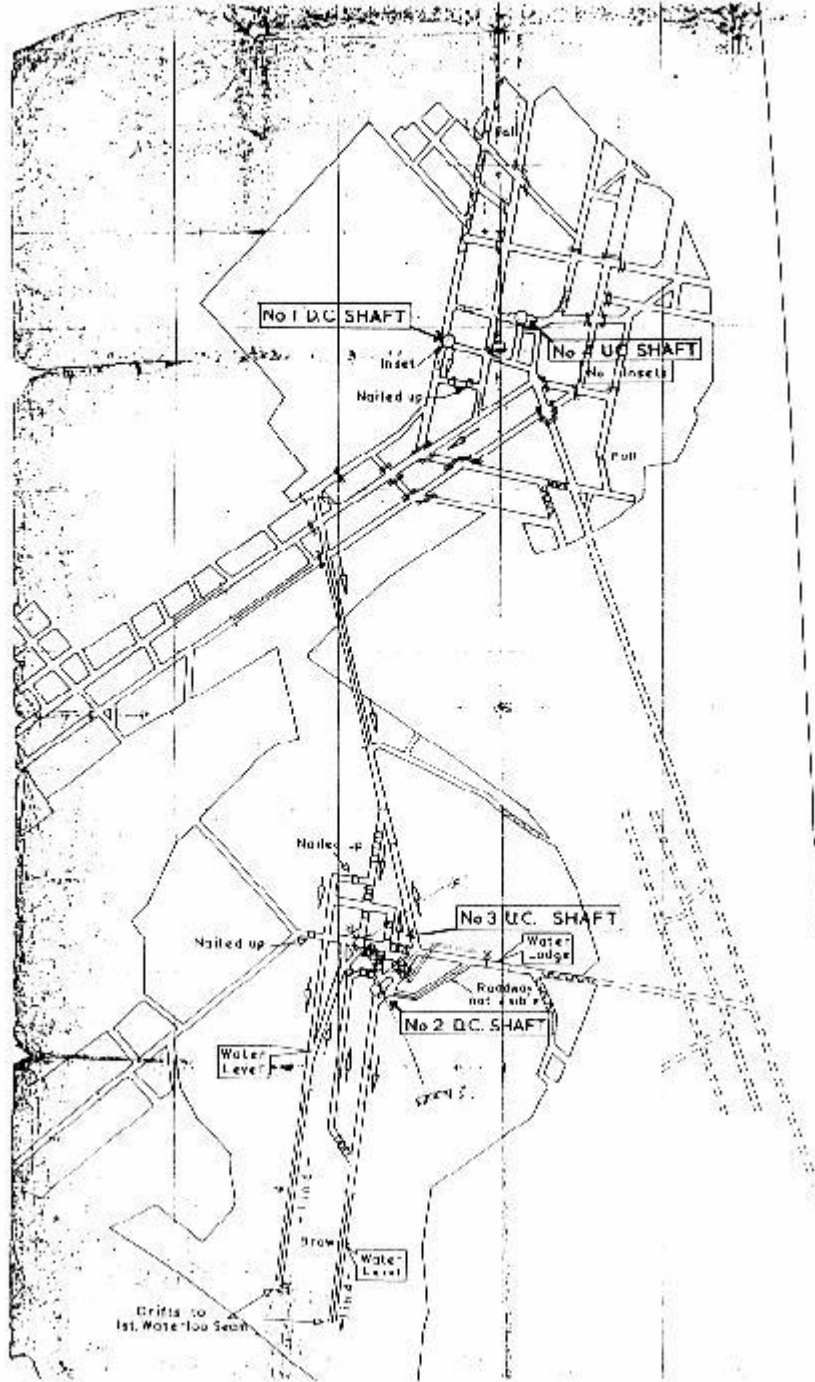 Fall
No 1 D.C. SHAFT
Inset
No 4 U.C. SHAFT
No Insets
Nailed up
Fall
Nailed up
No 3 U.C. SHAFT
Nailed up
Water
Lodge
Roadway
not visible
No 2 D.C. SHAFT
Water
Level
Brow
Water
Level
Drifts to
1st. Waterloo Seam